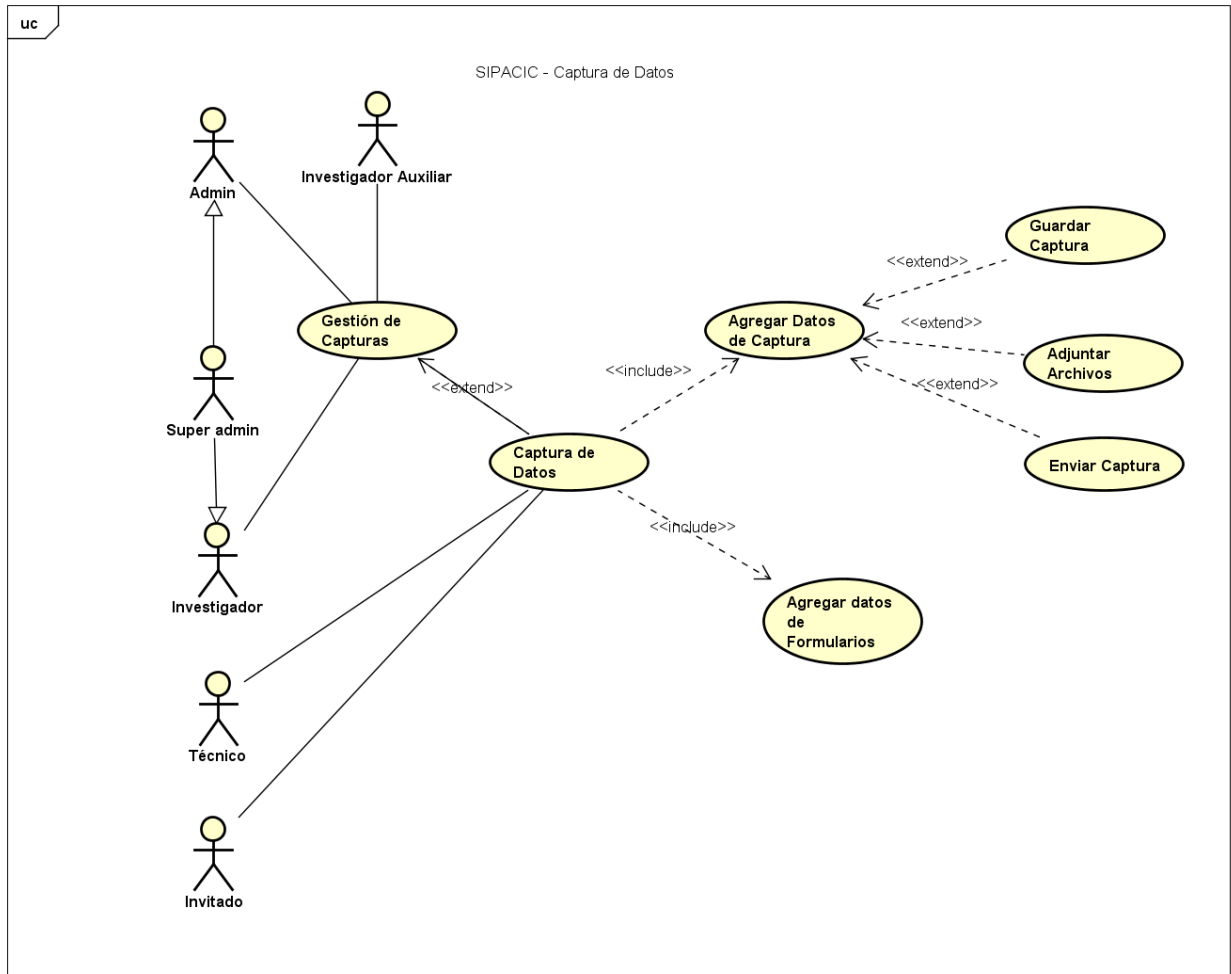 uc
SIPACIC - Captura de Datos
Admin
Investigador Auxiliar
Guardar
Captura
<<extend>>
Gestión de
Capturas
Agregar Datos
de Captura
<<extend>>
Adjuntar
Archivos
<<include>>
<<extend>>
<<extend>>
Super admin
Captura de
Datos
Enviar Captura
<<include>>
Investigador
Agregar datos
de
Formularios
Técnico
Invitado